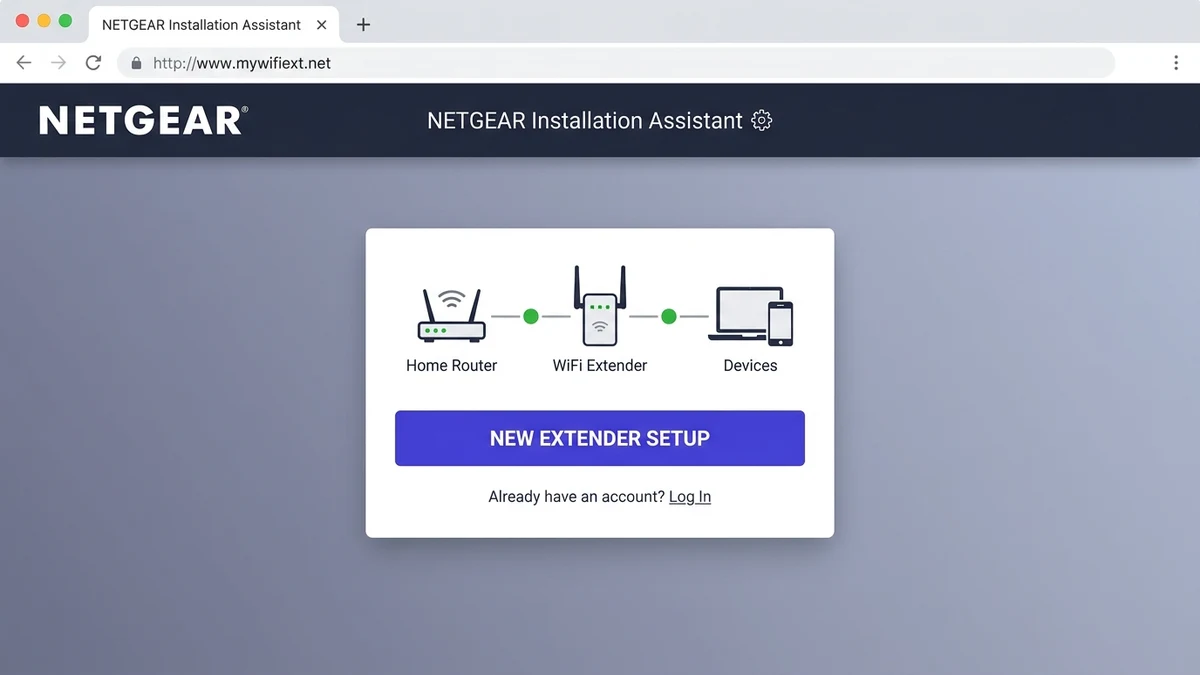 NETGEAR Installation Assistant
http://www.mywifiext.net
NETGEAR®
NETGEAR Installation Assistant
Home Router
WiFi Extender
Devices
NEW EXTENDER SETUP
Already have an account? Log In